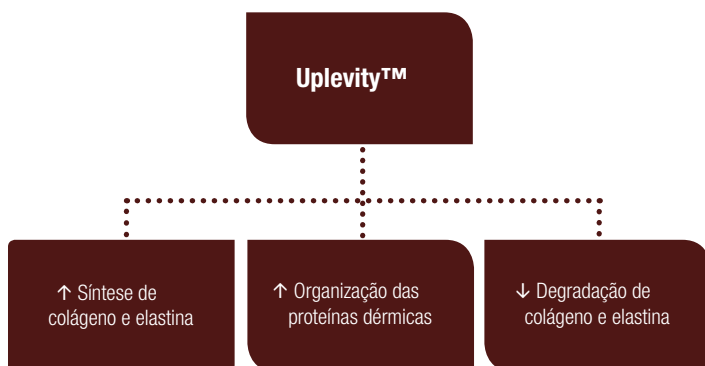 Uplevity™
↑ Síntese de
colágeno e elastina
↑ Organização das
proteínas dérmicas
↓ Degradação de
colágeno e elastina